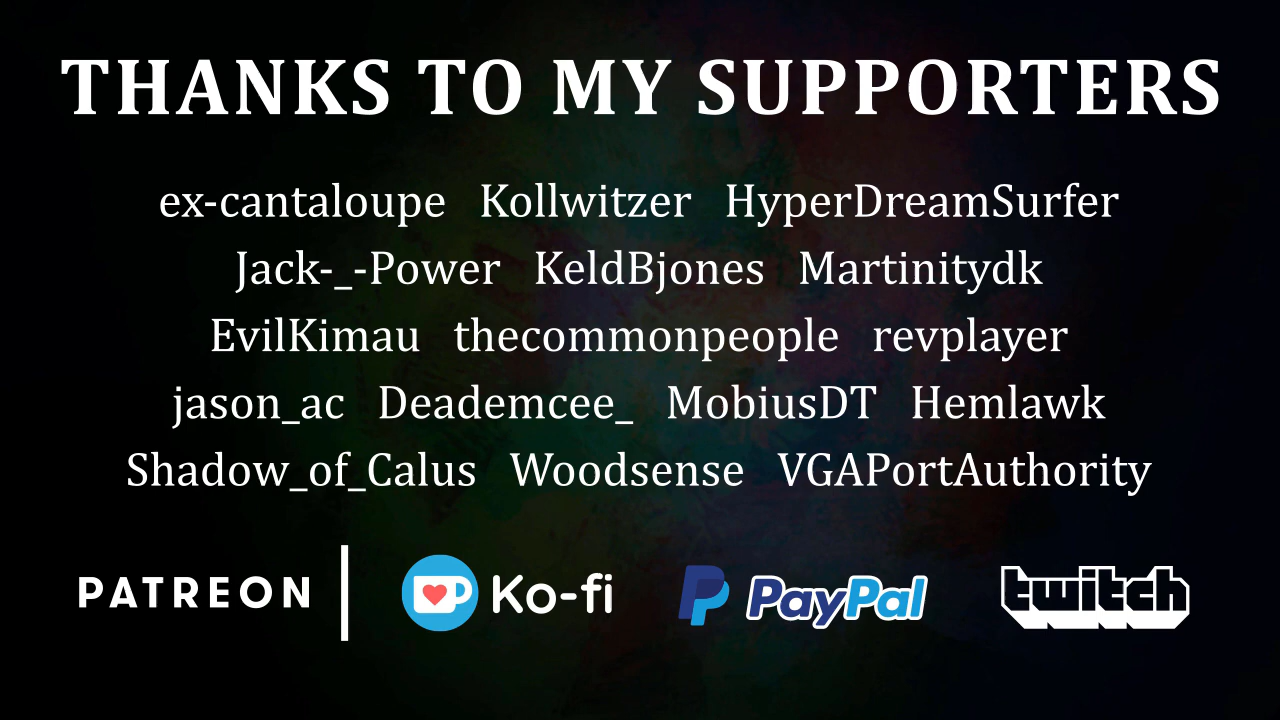 THANKS TO MY SUPPORTERS
ex-cantaloupe Kollwitzer HyperDreamSurfer
Jack-_-Power KeldBjones Martinitydk
EvilKimau thecommonpeople revplayer
jason_ac Deademcee_ MobiusDT Hemlawk
Shadow_of_Calus Woodsense VGAPortAuthority
PATREON Ko-fi PayPal twitch